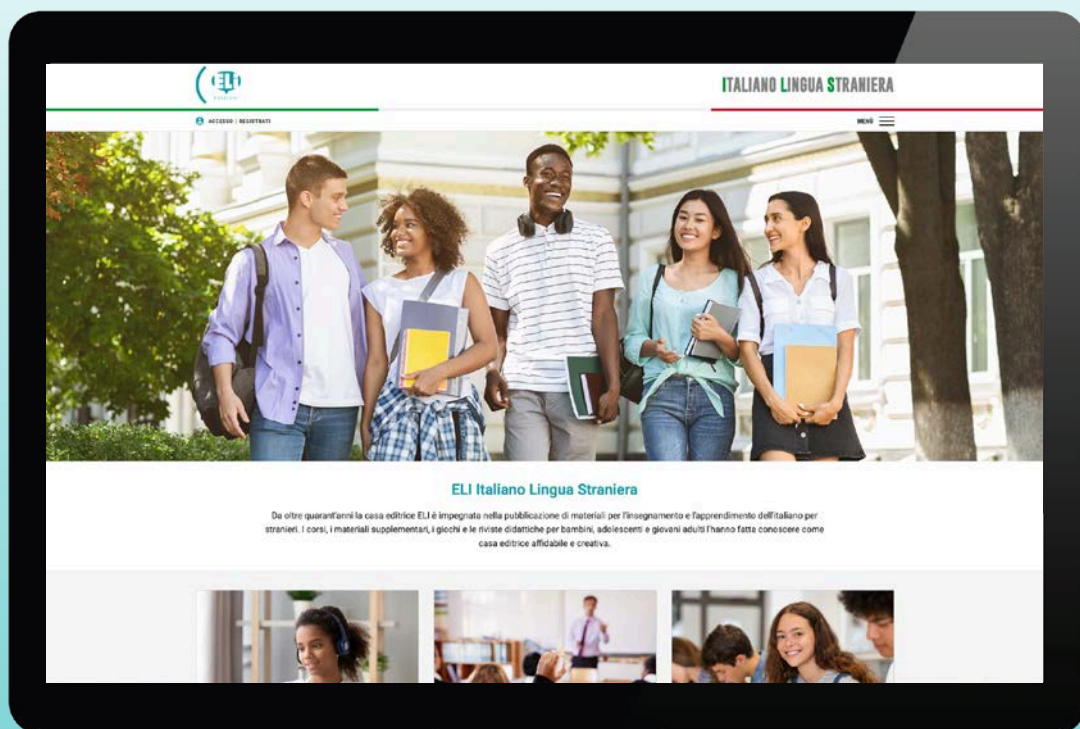 ELI
EDIZIONI
ITALIANO LINGUA STRANIERA
ACCESSO | REGISTRATI
MENÙ
ELI Italiano Lingua Straniera
Da oltre quarant'anni la casa editrice ELI è impegnata nella pubblicazione di materiali per l'insegnamento e l'apprendimento dell'italiano per
stranieri. I corsi, i materiali supplementari, i giochi e le riviste didattiche per bambini, adolescenti e giovani adulti l'hanno fatta conoscere come
casa editrice affidabile e creativa.